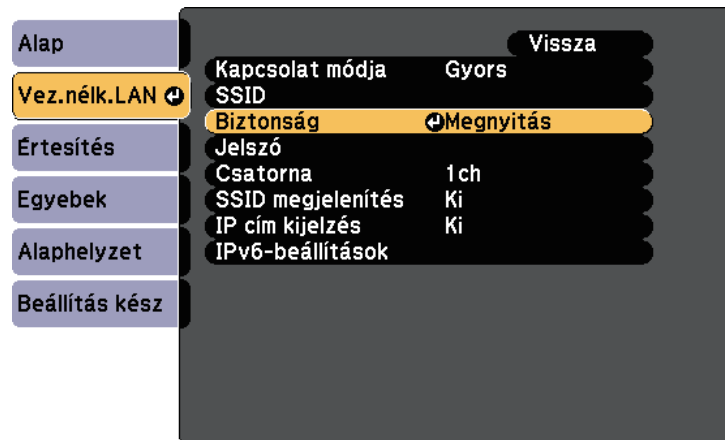 Alap
Vez.nélk.LAN
Értesítés
Egyebek
Alaphelyzet
Beállítás kész
Vissza
Kapcsolat módja Gyors
SSID
Biztonság Megnyitás
Jelszó
Csatorna 1ch
SSID megjelenítés Ki
IP cím kijelzés Ki
IPv6-beállítások